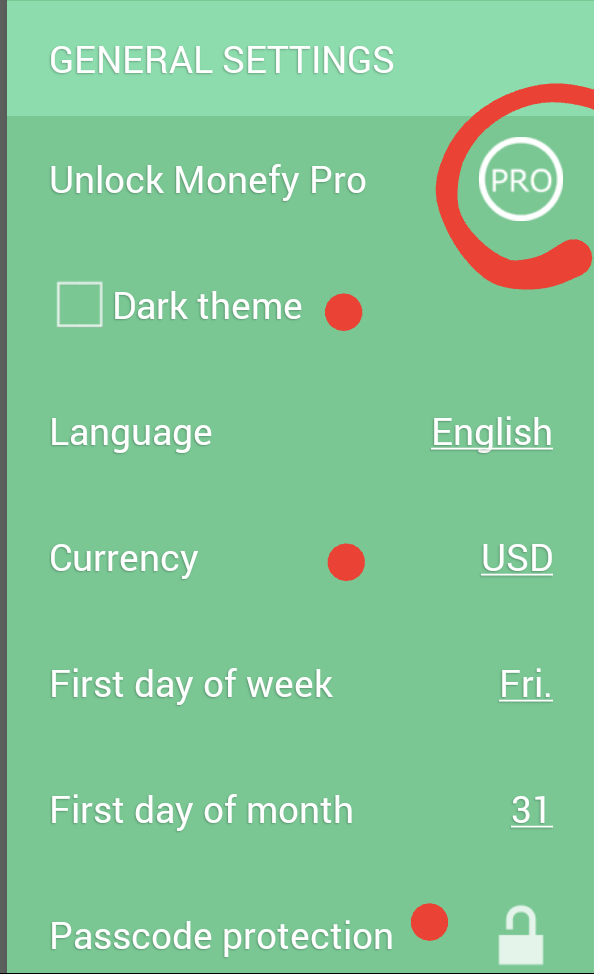 GENERAL SETTINGS
Unlock Monefy Pro PRO
Dark theme
Language English
Currency USD
First day of week Fri.
First day of month 31
Passcode protection